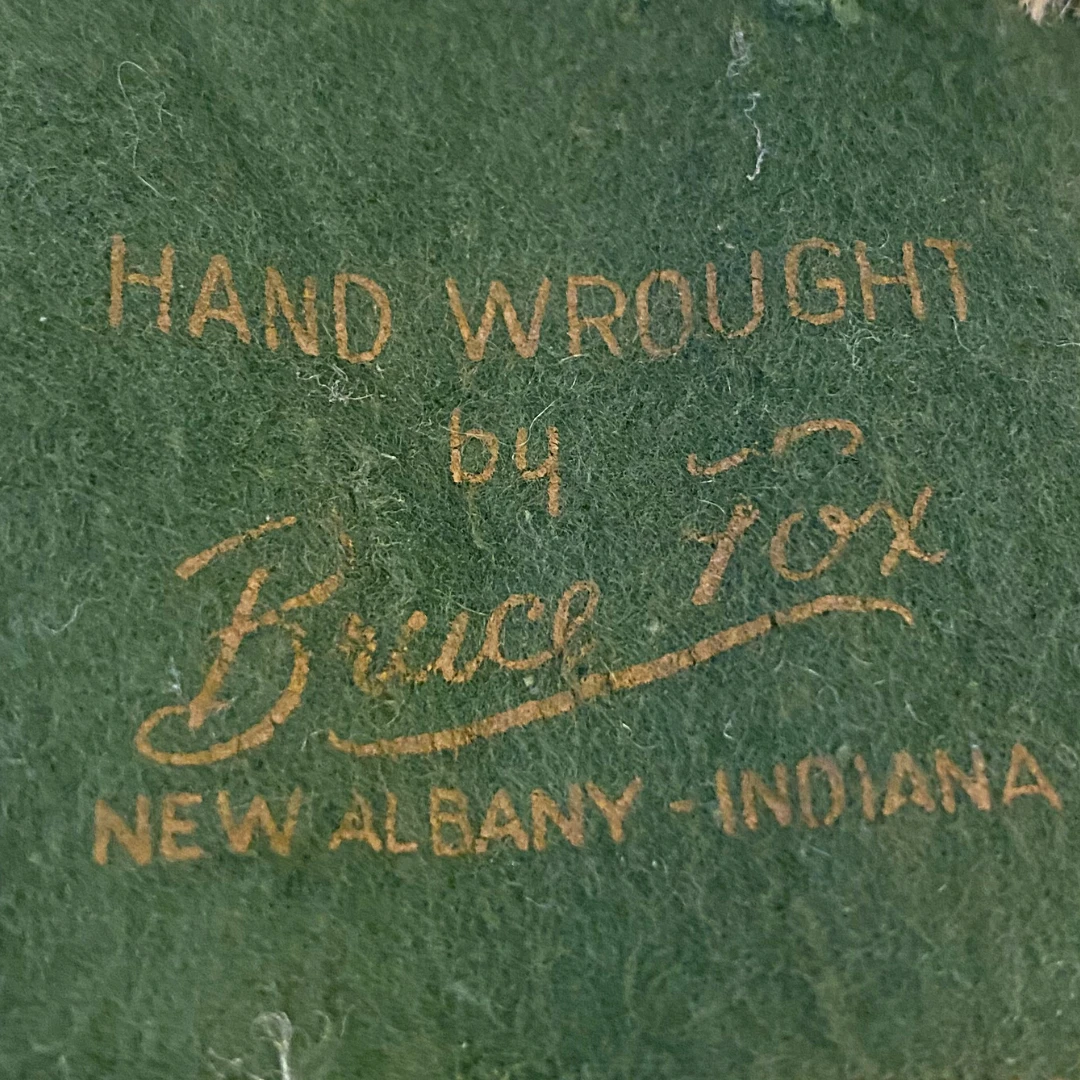 HAND WROUGHT
by
Bruce Fox
NEW ALBANY - INDIANA